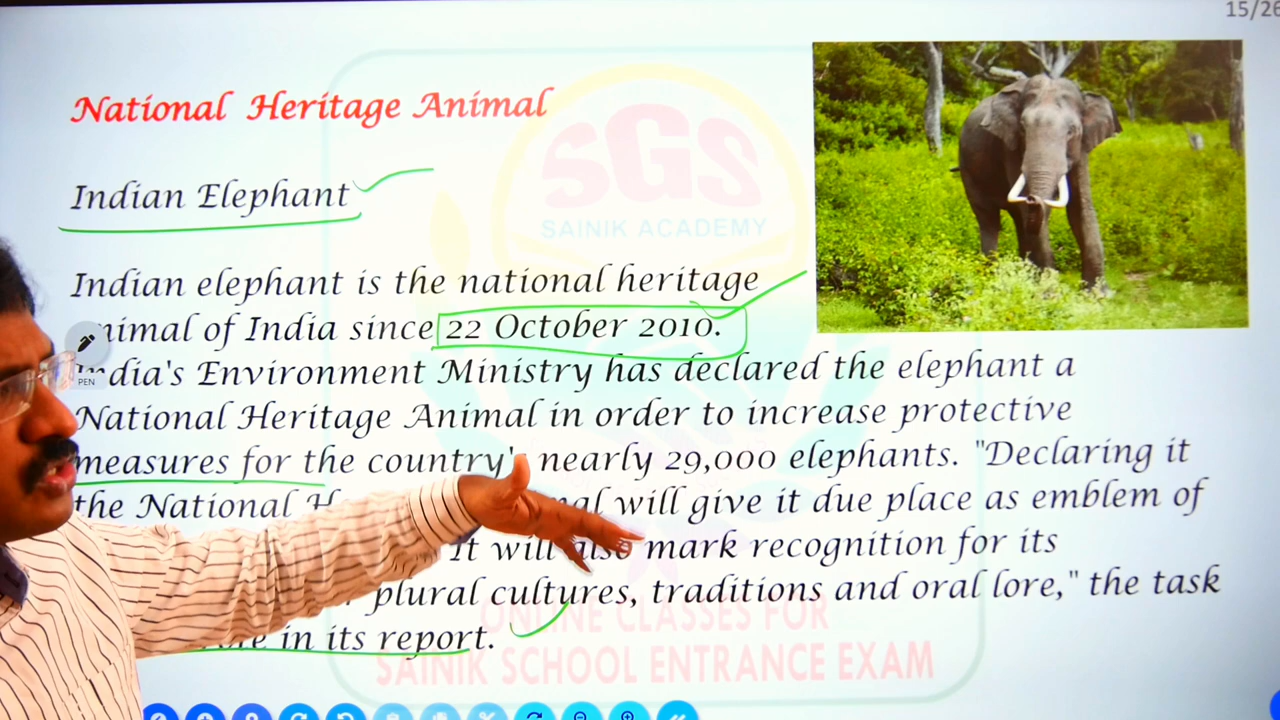 15/26
National Heritage Animal
Indian Elephant
Indian elephant is the national heritage
animal of India since 22 October 2010.
PEN
India's Environment Ministry has declared the elephant a
National Heritage Animal in order to increase protective
measures for the country's nearly 29,000 elephants. "Declaring it
the National will give it due place as emblem of
It will also mark recognition for its
plural cultures, traditions and oral lore," the task
in its report.
SGS
SAINIK ACADEMY
ONLINE CLASSES FOR
SAINIK SCHOOL ENTRANCE EXAM